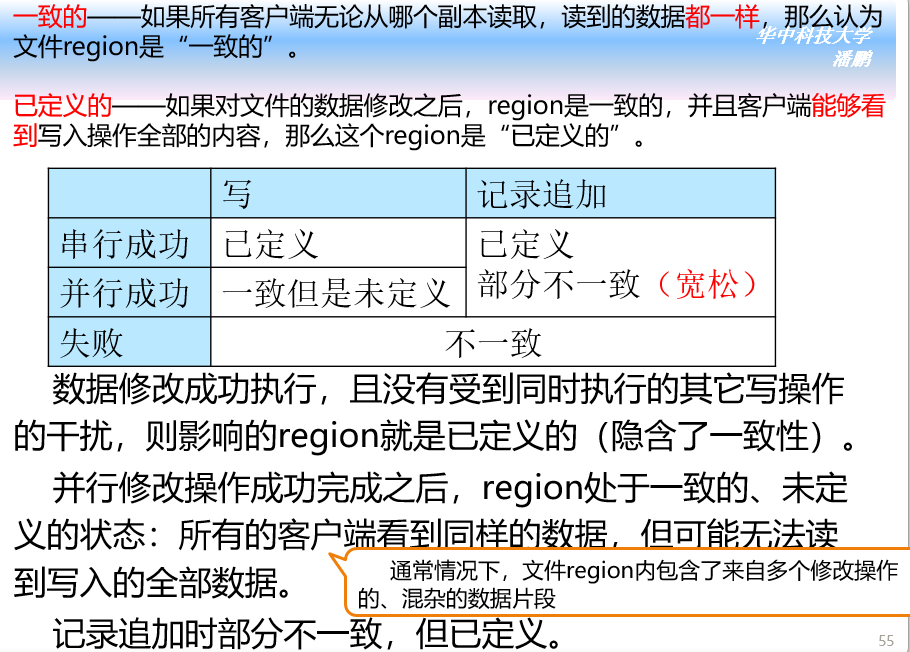 一致的——如果所有客户端无论从哪个副本读取，读到的数据都一样，那么认为
文件region是“一致的”。
华中科技大学
潘鹏
已定义的——如果对文件的数据修改之后，region是一致的，并且客户端能够看
到写入操作全部的内容，那么这个region是“已定义的”。
写 记录追加
串行成功 已定义 已定义
并行成功 一致但是未定义 部分不一致（宽松）
失败 不一致
数据修改成功执行，且没有受到同时执行的其它写操作
的干扰，则影响的region就是已定义的（隐含了一致性）。
并行修改操作成功完成之后，region处于一致的、未定
义的状态：所有的客户端看到同样的数据，但可能无法读
到写入的全部数据。
通常情况下，文件region内包含了来自多个修改操作
的、混杂的数据片段
记录追加时部分不一致，但已定义。
55